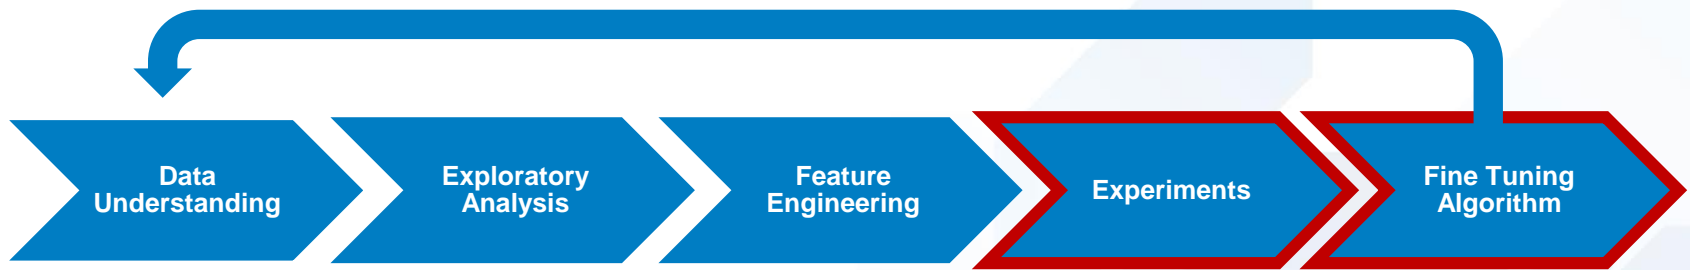 Data
Understanding
Exploratory
Analysis
Feature
Engineering
Experiments
Fine Tuning
Algorithm